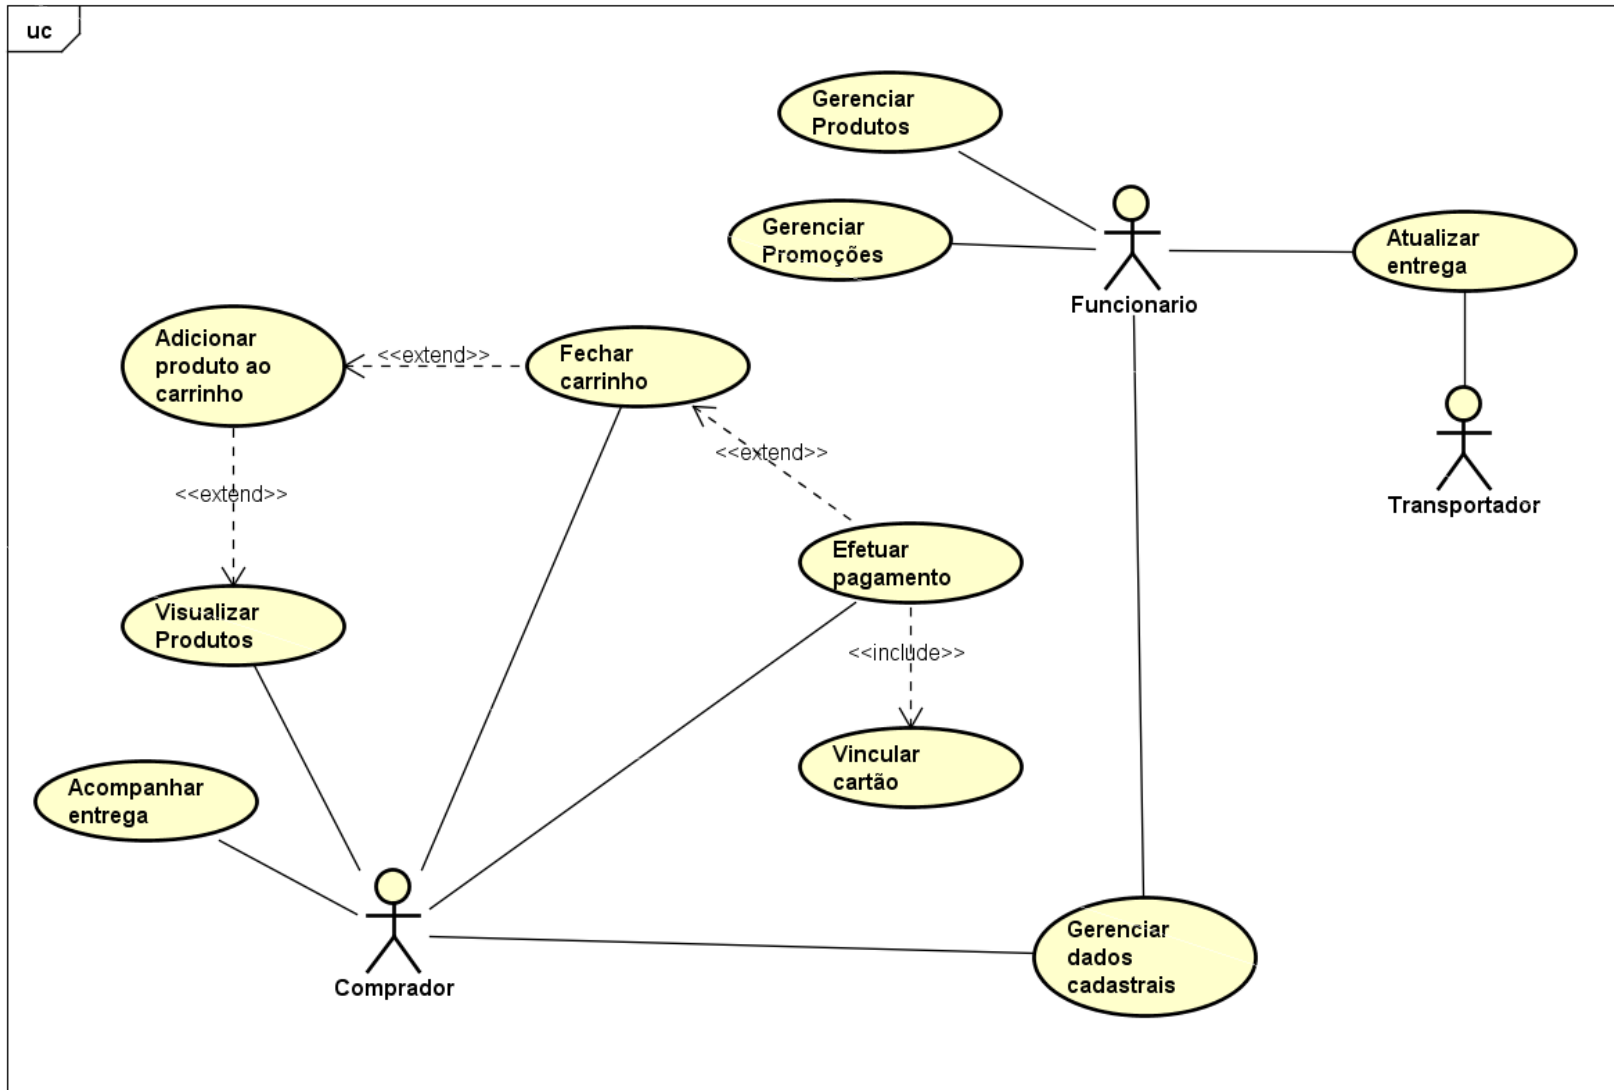 uc
Gerenciar
Produtos
Gerenciar
Promoções
Funcionario
Atualizar
entrega
Adicionar
produto ao
carrinho
<<extend>>
Fechar
carrinho
<<extend>>
Transportador
<<extend>>
Efetuar
pagamento
Visualizar
Produtos
<<include>>
Vincular
cartão
Acompanhar
entrega
Comprador
Gerenciar
dados
cadastrais